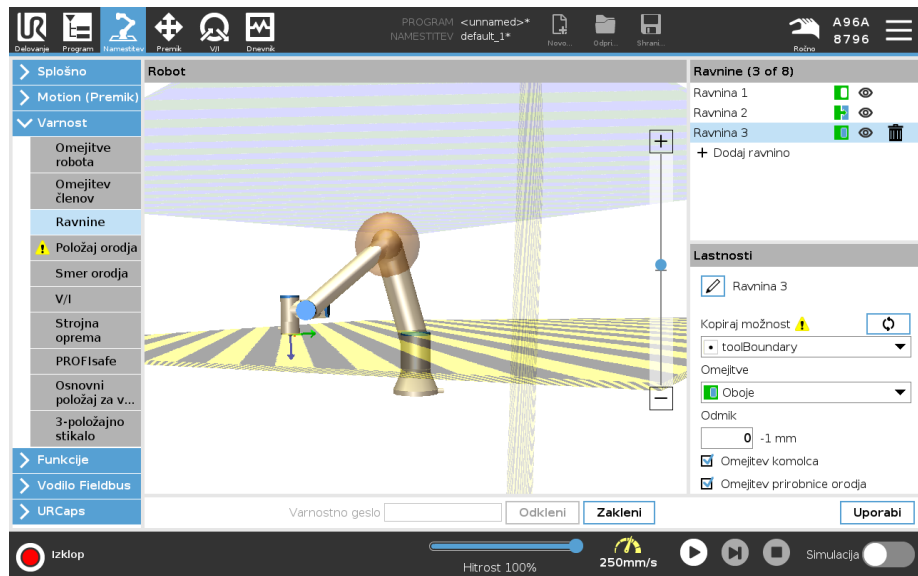 PROGRAM <unnamed>*
NAMESTITEV default_1*
Delovanje Program Namestitev Premik V/I Dnevnik
Novo... Odpri... Shrani...
Ročno
A96A
8796
Splošno
Motion (Premik)
Varnost
Omejitve
robota
Omejitev
členov
Ravnine
Položaj orodja
Smer orodja
V/I
Strojna
oprema
PROFIsafe
Osnovni
položaj za v...
3-položajno
stikalo
Funkcije
Vodilo Fieldbus
URCaps
Robot
Ravnine (3 of 8)
Ravnina 1
Ravnina 2
Ravnina 3
+ Dodaj ravnino
Lastnosti
Ravnina 3
Kopiraj možnost
toolBoundary
Omejitve
Oboje
Odmik
0 -1 mm
Omejitev komolca
Omejitev prirobnice orodja
Varnostno geslo Odkleni Zakleni Uporabi
Izklop
Hitrost 100%
250mm/s
Simulacija